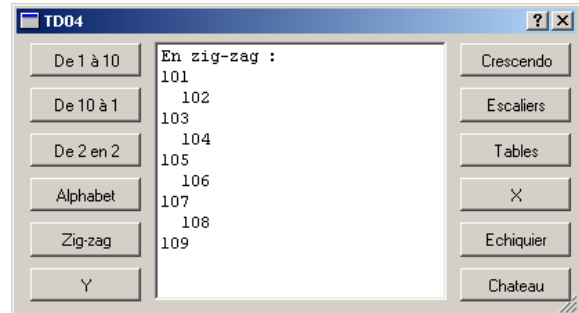 TD04
De 1 à 10
De 10 à 1
De 2 en 2
Alphabet
Zig-zag
Y
En zig-zag :
101
102
103
104
105
106
107
108
109
Crescendo
Escaliers
Tables
X
Echiquier
Chateau